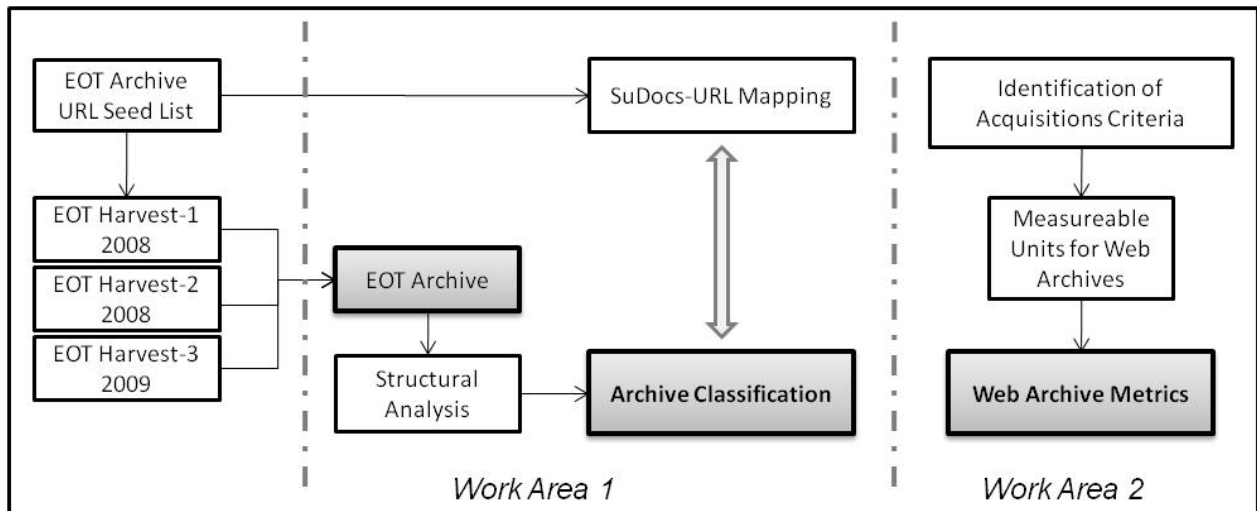 EOT Archive
URL Seed List
EOT Harvest-1
2008
EOT Harvest-2
2008
EOT Harvest-3
2009
EOT Archive
Structural
Analysis
SuDocs-URL Mapping
Archive Classification
Work Area 1
Identification of
Acquisitions Criteria
Measureable
Units for Web
Archives
Web Archive Metrics
Work Area 2